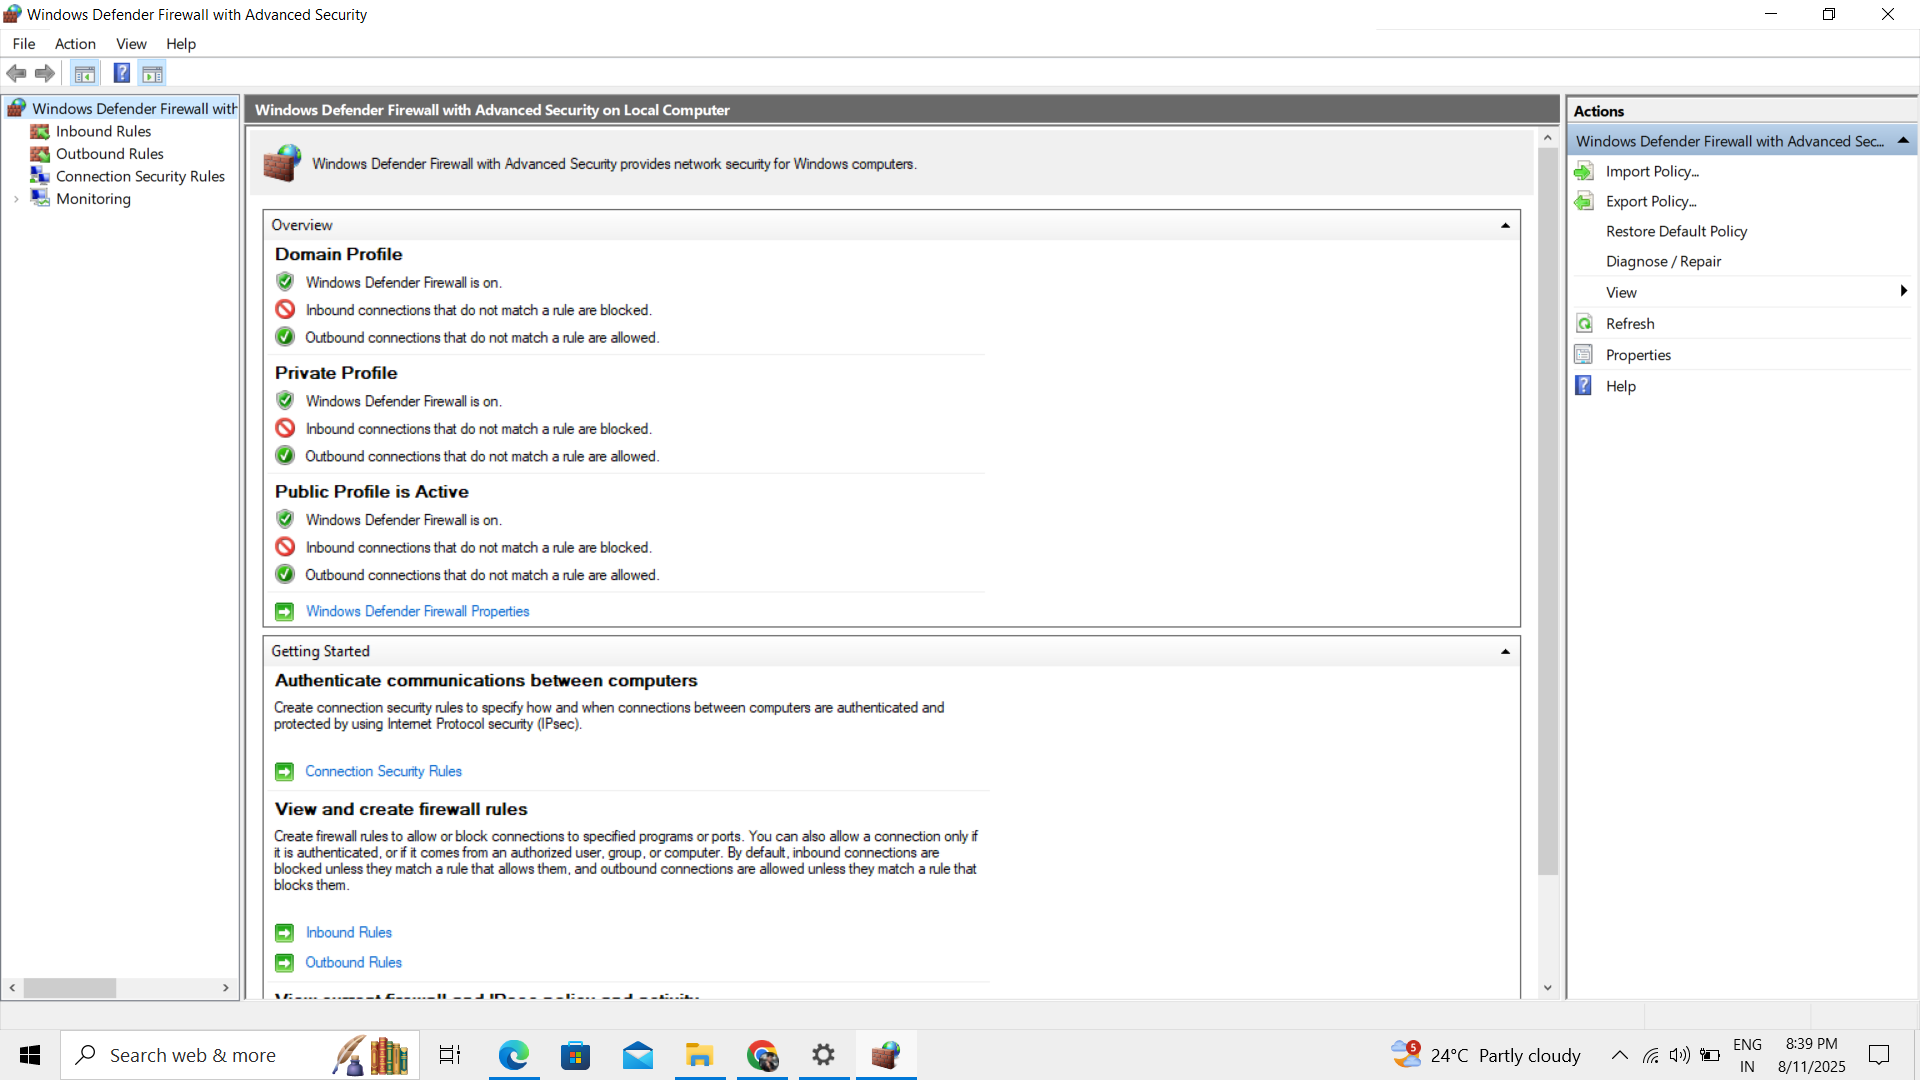 Windows Defender Firewall with Advanced Security
File Action View Help
Windows Defender Firewall with
Inbound Rules
Outbound Rules
Connection Security Rules
Monitoring
Windows Defender Firewall with Advanced Security on Local Computer
Windows Defender Firewall with Advanced Security provides network security for Windows computers.
Overview
Domain Profile
Windows Defender Firewall is on.
Inbound connections that do not match a rule are blocked.
Outbound connections that do not match a rule are allowed.
Private Profile
Windows Defender Firewall is on.
Inbound connections that do not match a rule are blocked.
Outbound connections that do not match a rule are allowed.
Public Profile is Active
Windows Defender Firewall is on.
Inbound connections that do not match a rule are blocked.
Outbound connections that do not match a rule are allowed.
Windows Defender Firewall Properties
Getting Started
Authenticate communications between computers
Create connection security rules to specify how and when connections between computers are authenticated and
protected by using Internet Protocol security (IPsec).
Connection Security Rules
View and create firewall rules
Create firewall rules to allow or block connections to specified programs or ports. You can also allow a connection only if
it is authenticated, or if it comes from an authorized user, group, or computer. By default, inbound connections are
blocked unless they match a rule that allows them, and outbound connections are allowed unless they match a rule that
blocks them.
Inbound Rules
Outbound Rules
View current firewall and IPsec policy and activity
Actions
Windows Defender Firewall with Advanced Sec...
Import Policy...
Export Policy...
Restore Default Policy
Diagnose / Repair
View
Refresh
Properties
Help
Search web & more
5
24°C Partly cloudy
ENG
IN
8:39 PM
8/11/2025